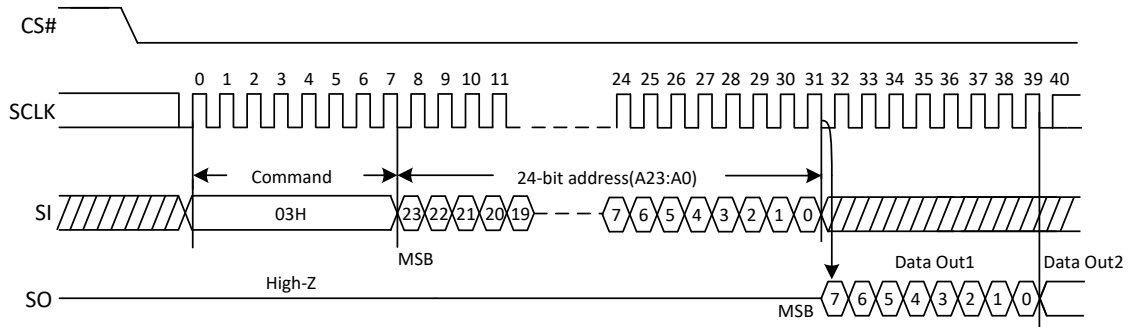 CS#
0 1 2 3 4 5 6 7 8 9 10 11 24 25 26 27 28 29 30 31 32 33 34 35 36 37 38 39 40
SCLK
Command 24-bit address(A23:A0)
SI 03H 23 22 21 20 19 7 6 5 4 3 2 1 0
MSB Data Out1 Data Out2
High-Z
SO MSB 7 6 5 4 3 2 1 0